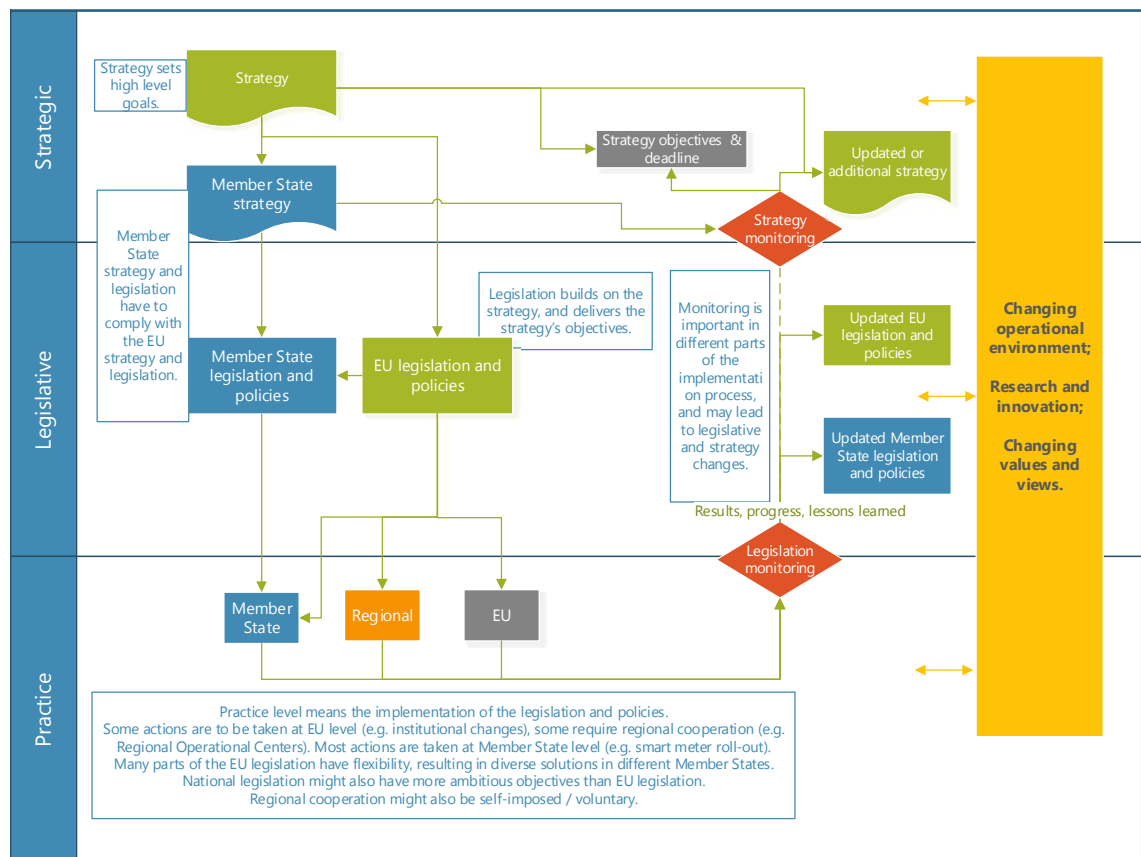 Strategic
Strategy sets
high level
goals.
Strategy
Strategy objectives &
deadline
Updated or
additional strategy
Member State
strategy
Strategy
monitoring
Legislative
Member
State
strategy and
legislation
have to
comply with
the EU
strategy and
legislation.
Legislation builds on the
strategy, and delivers the
strategy's objectives.
Monitoring is
important in
different parts
of the
implementati
on process,
and may lead
to legislative
and strategy
changes.
Updated EU
legislation and
policies
Member State
legislation and
policies
EU legislation and
policies
Updated Member
State legislation
and policies
Results, progress, lessons learned
Legislation
monitoring
Changing
operational
environment;
Research and
innovation;
Changing
values and
views.
Practice
Member
State
Regional
EU
Practice level means the implementation of the legislation and policies.
Some actions are to be taken at EU level (e.g. institutional changes), some require regional cooperation (e.g.
Regional Operational Centers). Most actions are taken at Member State level (e.g. smart meter roll-out).
Many parts of the EU legislation have flexibility, resulting in diverse solutions in different Member States.
National legislation might also have more ambitious objectives than EU legislation.
Regional cooperation might also be self-imposed / voluntary.